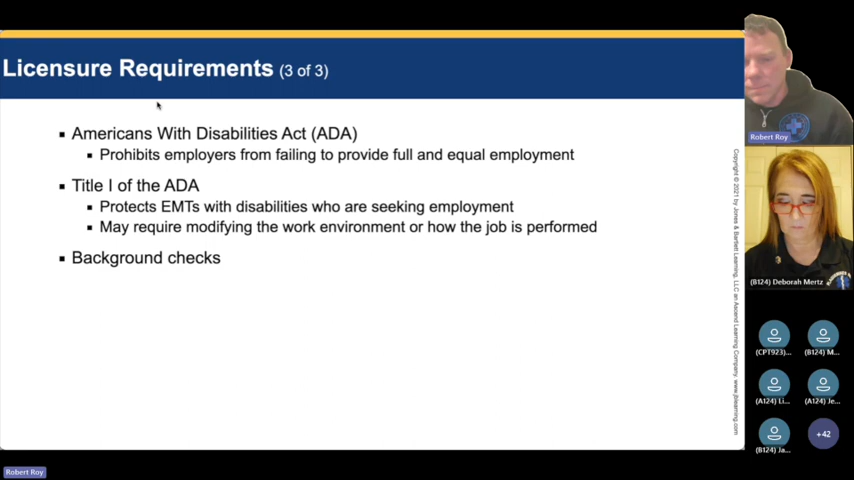 Licensure Requirements (3 of 3)
▪ Americans With Disabilities Act (ADA)
▪ Prohibits employers from failing to provide full and equal employment
▪ Title I of the ADA
▪ Protects EMTs with disabilities who are seeking employment
▪ May require modifying the work environment or how the job is performed
▪ Background checks
Copyright © 2021 by Jones & Bartlett Learning, LLC an Ascend Learning Company. www.jblearning.com
Robert Roy
(B124) Deborah Mertz
(CPT923)...
(B124) M...
(A124) Li...
(A124) Je...
(B124) Ja...
+42
Robert Roy